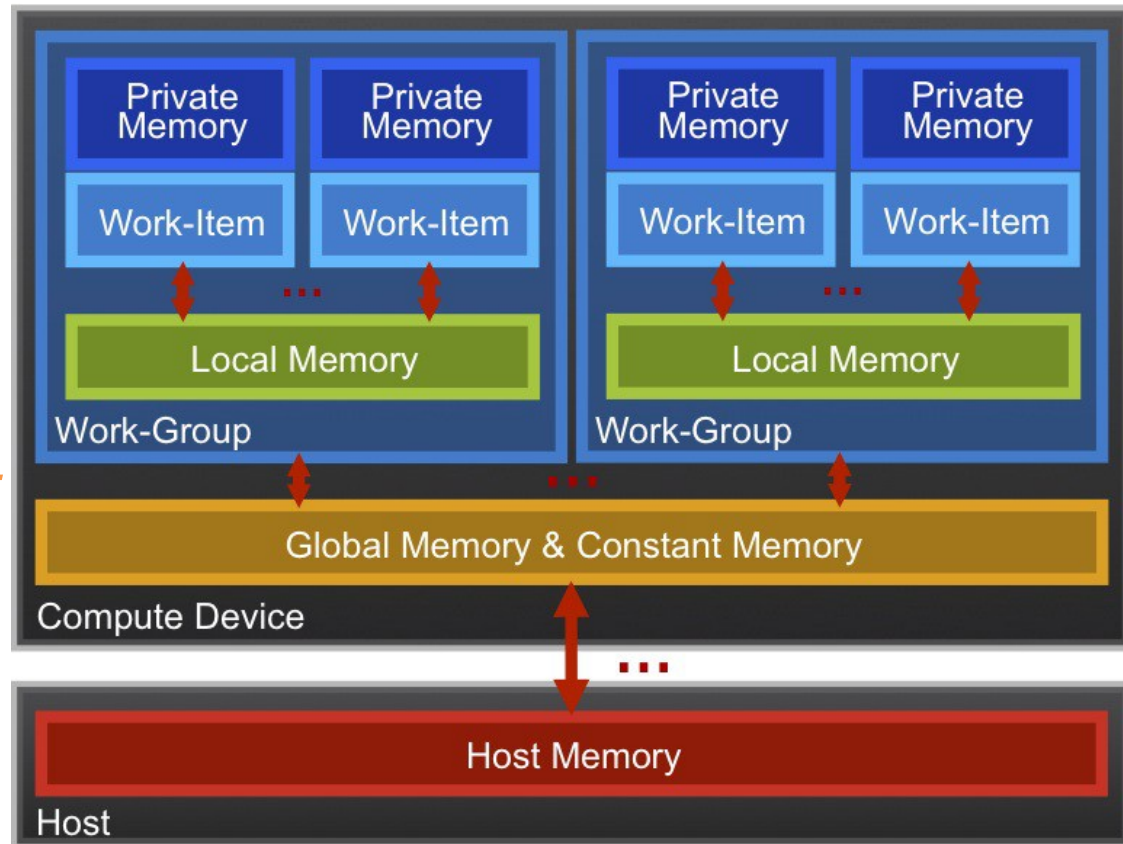 Private Memory
Private Memory
Private Memory
Private Memory
Work-Item
Work-Item
Work-Item
Work-Item
...
...
Local Memory
Local Memory
Work-Group
Work-Group
...
Global Memory & Constant Memory
Compute Device
...
Host Memory
Host